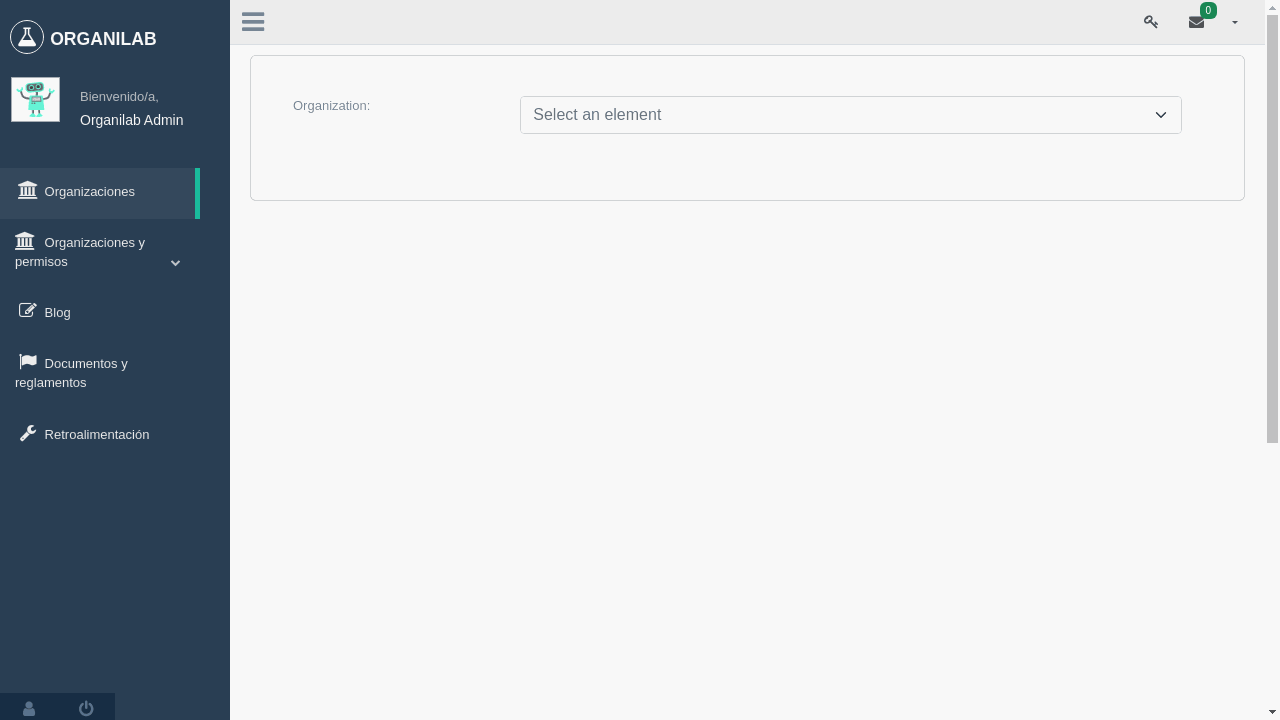 ORGANILAB
0
Bienvenido/a,
Organilab Admin
Organization:
Select an element
Organizaciones
Organizaciones y
permisos
Blog
Documentos y
reglamentos
Retroalimentación